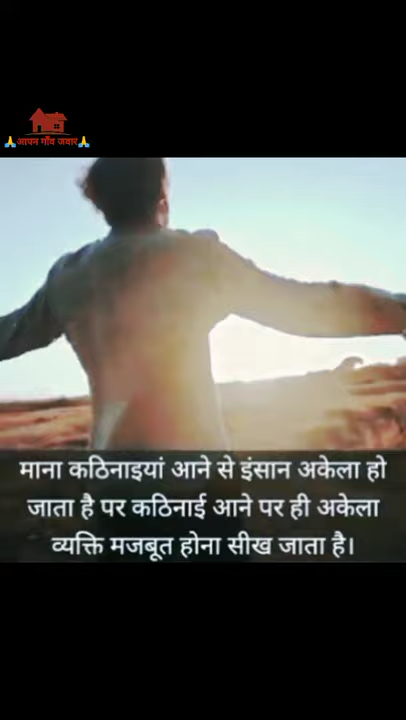 🙏आपन गाँव जवार🙏
माना कठिनाइयां आने से इंसान अकेला हो
जाता है पर कठिनाई आने पर ही अकेला
व्यक्ति मजबूत होना सीख जाता है।